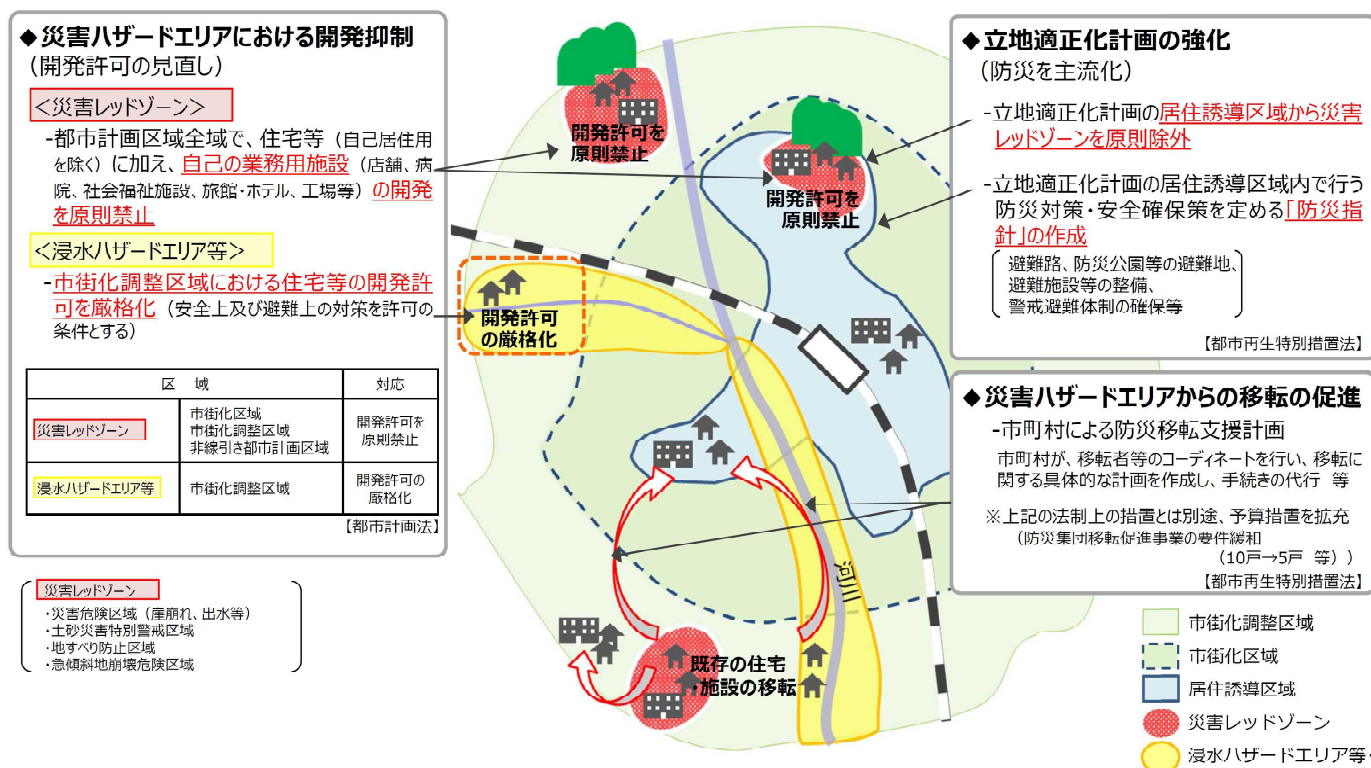 ◆災害ハザードエリアにおける開発抑制
(開発許可の見直し)
<災害レッドゾーン>
-都市計画区域全域で、住宅等（自己居住用
を除く）に加え、自己の業務用施設（店舗、病
院、社会福祉施設、旅館・ホテル、工場等）の開発
を原則禁止
<浸水ハザードエリア等>
-市街化調整区域における住宅等の開発許
可を厳格化（安全上及び避難上の対策を許可の
条件とする）
区　域
対応
災害レッドゾーン
市街化区域
市街化調整区域
非線引き都市計画区域
開発許可を
原則禁止
浸水ハザードエリア等
市街化調整区域
開発許可の
厳格化
【都市計画法】
災害レッドゾーン
・災害危険区域（崖崩れ、出水等）
・土砂災害特別警戒区域
・地すべり防止区域
・急傾斜地崩壊危険区域
開発許可を
原則禁止
開発許可を
原則禁止
開発許可
の厳格化
河川
既存の住宅
・施設の移転
◆立地適正化計画の強化
(防災を主流化)
-立地適正化計画の居住誘導区域から災害
レッドゾーンを原則除外
-立地適正化計画の居住誘導区域内で行う
防災対策・安全確保策を定める「防災指
針」の作成
避難路、防災公園等の避難地、
避難施設等の整備、
警戒避難体制の確保等
【都市再生特別措置法】
◆災害ハザードエリアからの移転の促進
-市町村による防災移転支援計画
市町村が、移転者等のコーディネートを行い、移転に
関する具体的な計画を作成し、手続きの代行　等
※上記の法制上の措置とは別途、予算措置を拡充
（防災集団移転促進事業の要件緩和
（10戸→5戸　等））
【都市再生特別措置法】
市街化調整区域
市街化区域
居住誘導区域
災害レッドゾーン
浸水ハザードエリア等